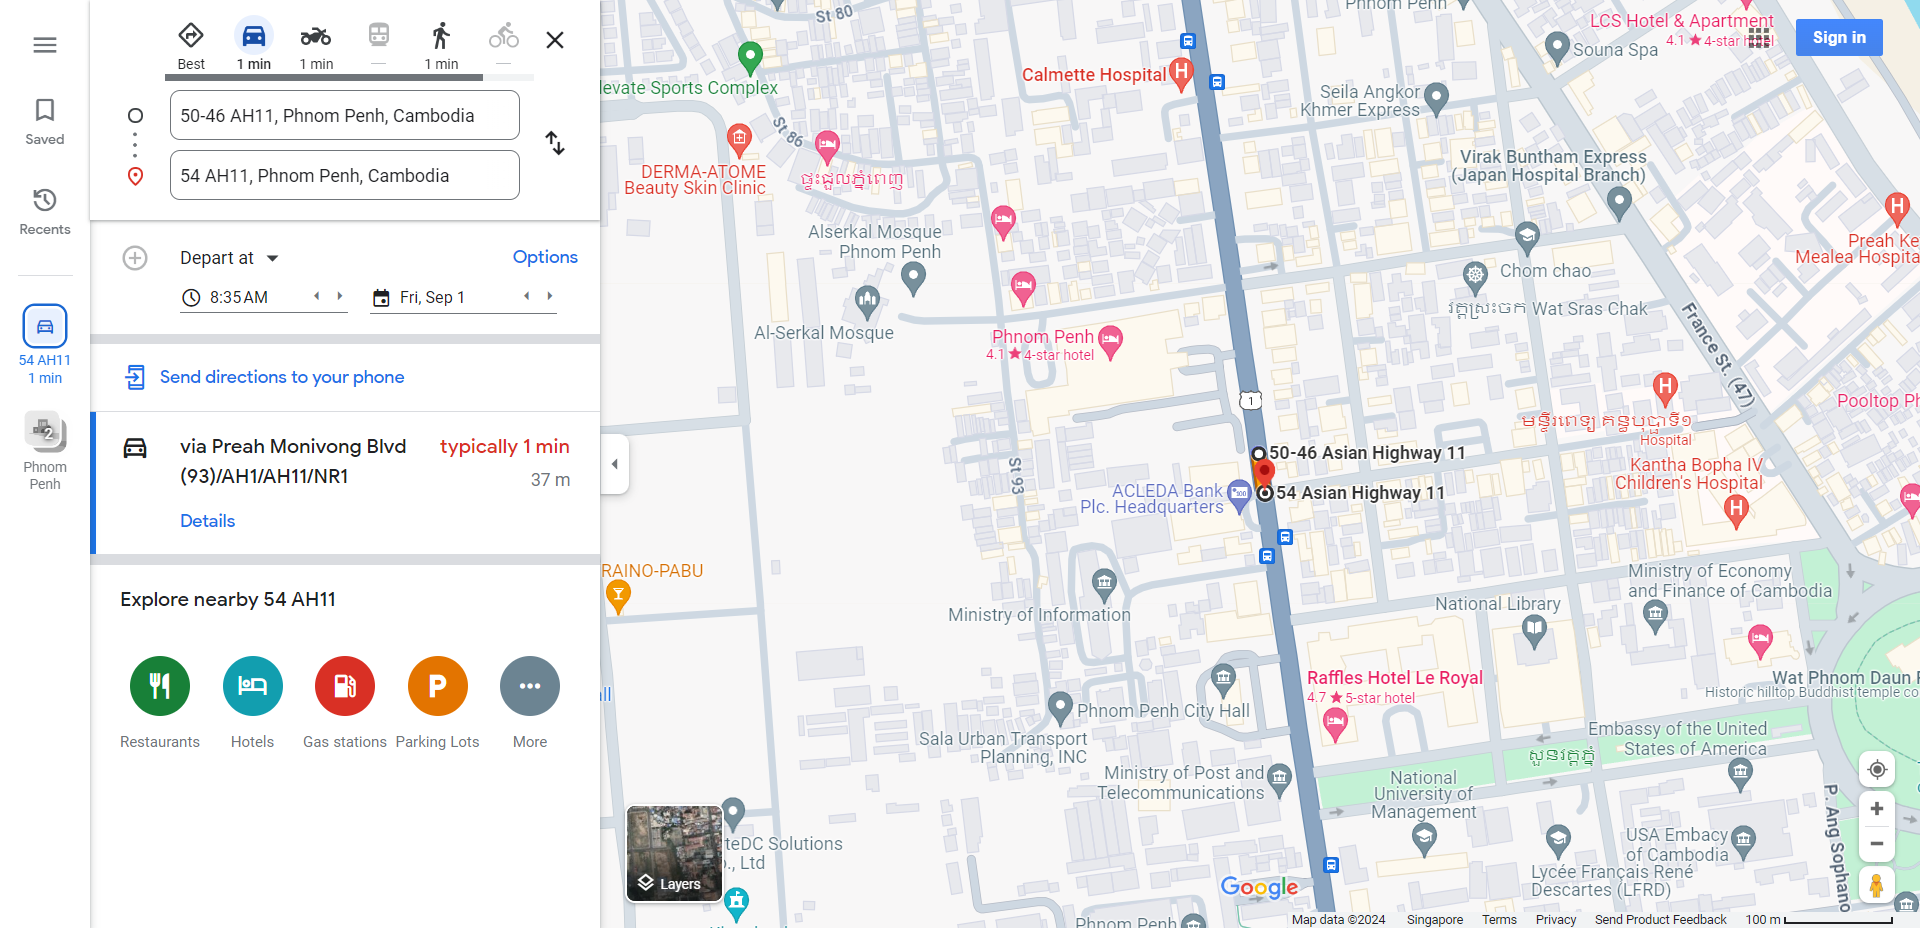 Saved
Recents
54 AH11
1 min
2
Phnom
Penh
Best
1 min
1 min
—
1 min
—
50-46 AH11, Phnom Penh, Cambodia
54 AH11, Phnom Penh, Cambodia
Depart at
Options
8:35 AM
Fri, Sep 1
Send directions to your phone
via Preah Monivong Blvd
(93)/AH1/AH11/NR1
typically 1 min
37 m
Details
Explore nearby 54 AH11
Restaurants
Hotels
Gas stations
P
Parking Lots
More
St 80
Phnom Penh
LCS Hotel & Apartment
4.1 ★ 4-star hotel
Sign in
Souna Spa
levate Sports Complex
Calmette Hospital
H
Seila Angkor
Khmer Express
St 86
DERMA-ATOME
Beauty Skin Clinic
ផ្ទះជួលភ្នំពេញ
Virak Buntham Express
(Japan Hospital Branch)
H
Preah Ke
Mealea Hospita
Alserkal Mosque
Phnom Penh
Chom chao
វត្តស្រះចក Wat Sras Chak
Al-Serkal Mosque
Phnom Penh
4.1 ★ 4-star hotel
France St. (47)
1
H
Pooltop Ph
មន្ទីរពេទ្យ គន្ធបុប្ផាទី១
Hospital
St 93
50-46 Asian Highway 11
54 Asian Highway 11
ACLEDA Bank
Plc. Headquarters
Kantha Bopha IV
Children's Hospital
H
RAINO-PABU
Ministry of Information
National Library
Ministry of Economy
and Finance of Cambodia
Raffles Hotel Le Royal
4.7 ★ 5-star hotel
Wat Phnom Daun P
Historic hilltop Buddhist temple co
Phnom Penh City Hall
Sala Urban Transport
Planning, INC
Embassy of the United
States of America
សួនវត្តភ្នំ
Ministry of Post and
Telecommunications
National
University of
Management
P. Ang Sophano
teDC Solutions
., Ltd
USA Embacy
of Cambodia
Lycée Français René
Descartes (LFRD)
Layers
Google
Phnom Penh
Map data ©2024
Singapore
Terms
Privacy
Send Product Feedback
100 m